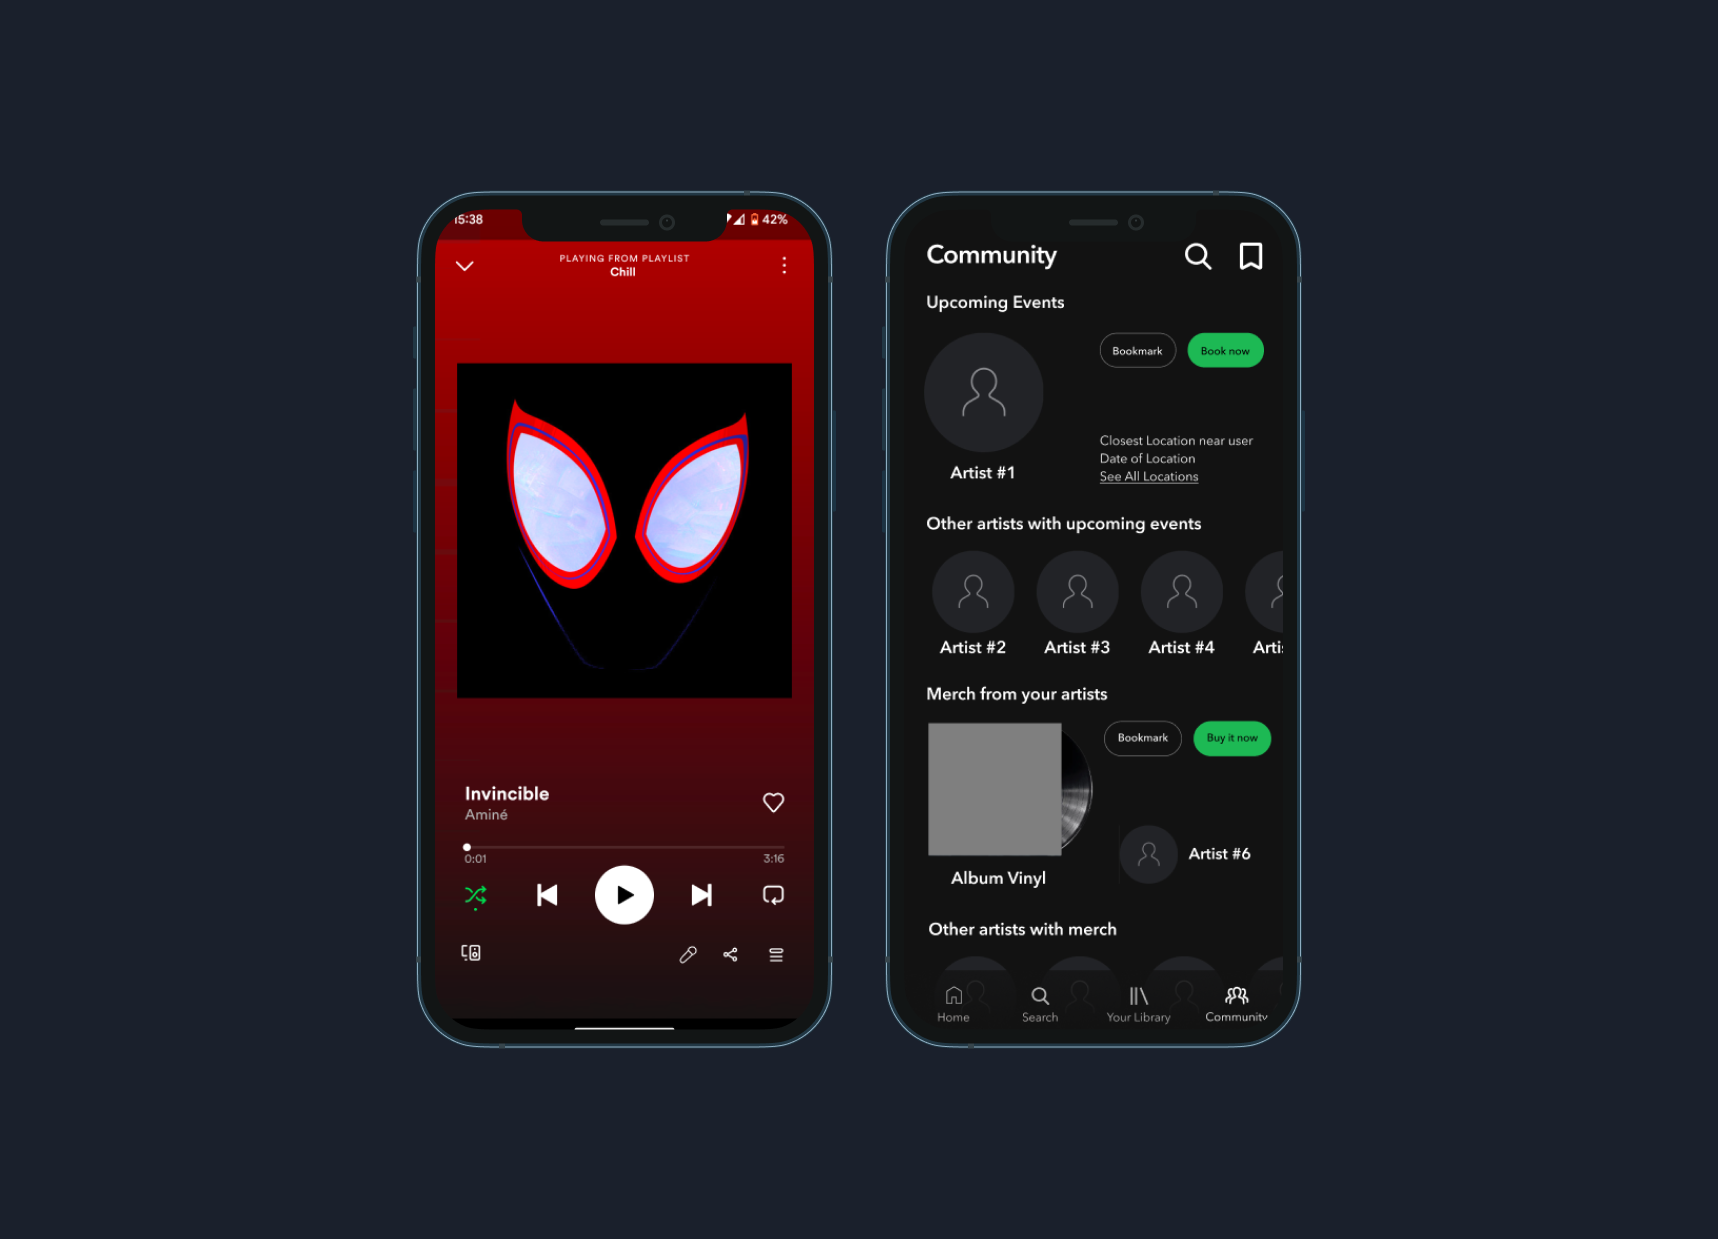 15:38
42%
PLAYING FROM PLAYLIST
Chill
Invincible
Aminé
0:01
3:16
Community
Upcoming Events
Bookmark
Book now
Closest Location near user
Date of Location
See All Locations
Artist #1
Other artists with upcoming events
Artist #2
Artist #3
Artist #4
Arti
Merch from your artists
Bookmark
Buy it now
Artist #6
Album Vinyl
Other artists with merch
Home
Search
Your Library
Community